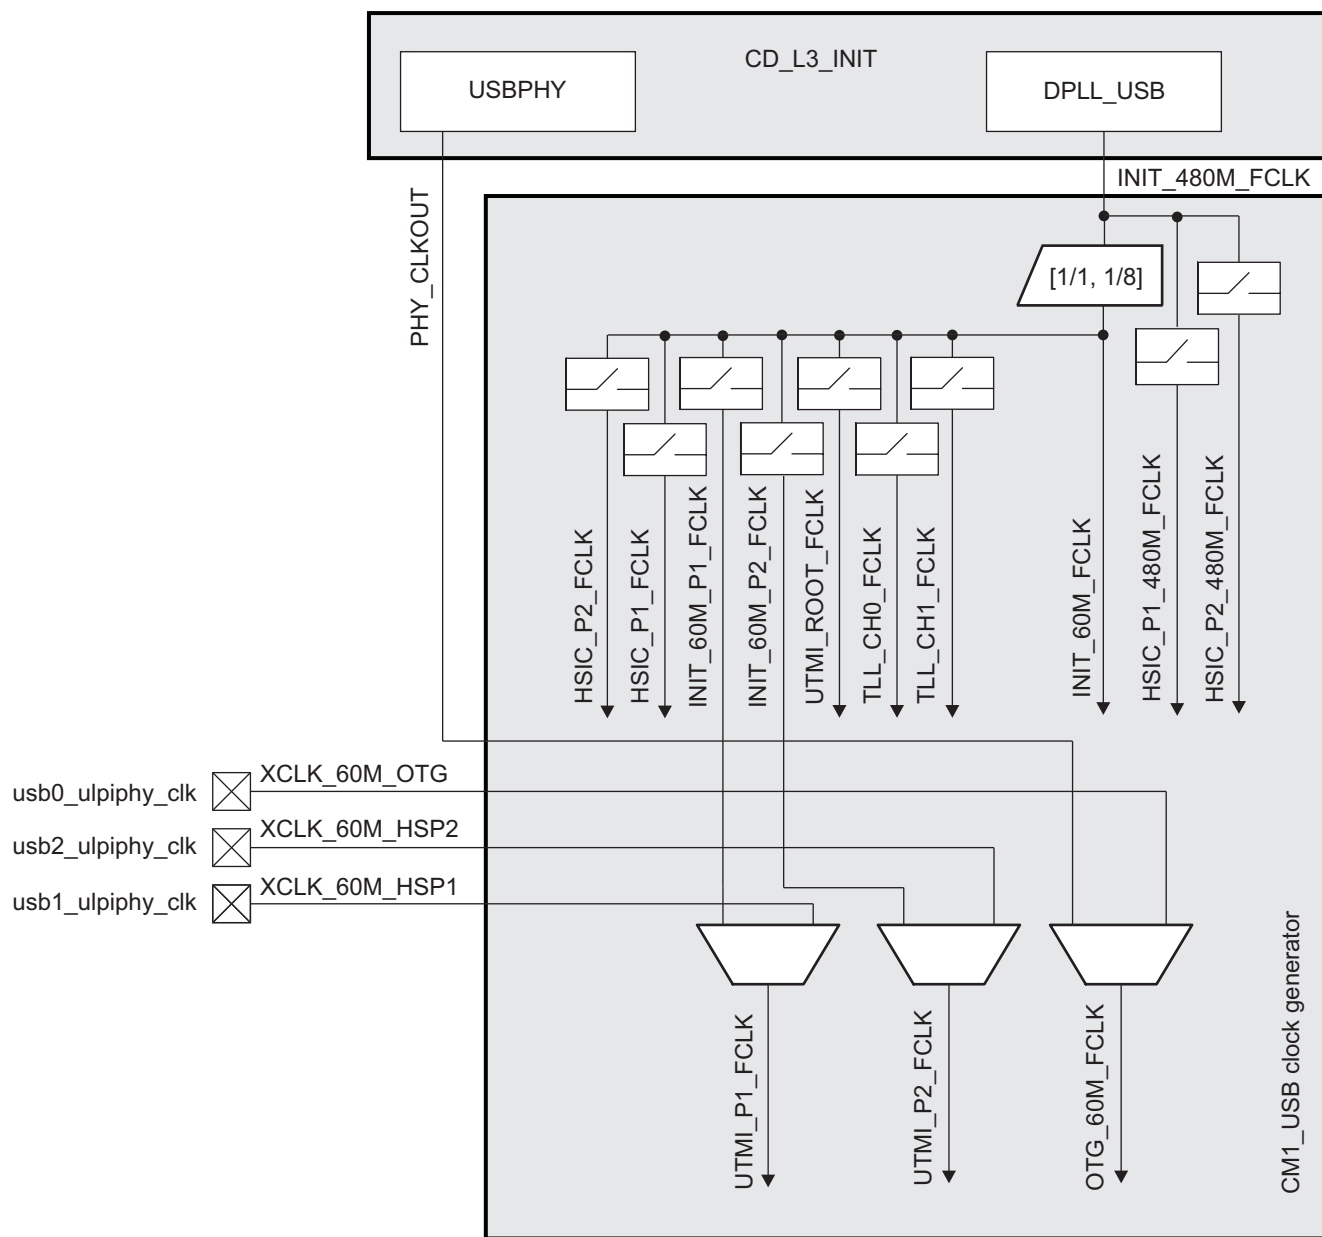 CD_L3_INIT
USBPHY
DPLL_USB
INIT_480M_FCLK
PHY_CLKOUT
[1/1, 1/8]
HSIC_P2_FCLK
HSIC_P1_FCLK
INIT_60M_P1_FCLK
INIT_60M_P2_FCLK
UTMI_ROOT_FCLK
TLL_CH0_FCLK
TLL_CH1_FCLK
INIT_60M_FCLK
HSIC_P1_480M_FCLK
HSIC_P2_480M_FCLK
usb0_ulpiphy_clk
XCLK_60M_OTG
usb2_ulpiphy_clk
XCLK_60M_HSP2
usb1_ulpiphy_clk
XCLK_60M_HSP1
UTMI_P1_FCLK
UTMI_P2_FCLK
OTG_60M_FCLK
CM1_USB clock generator